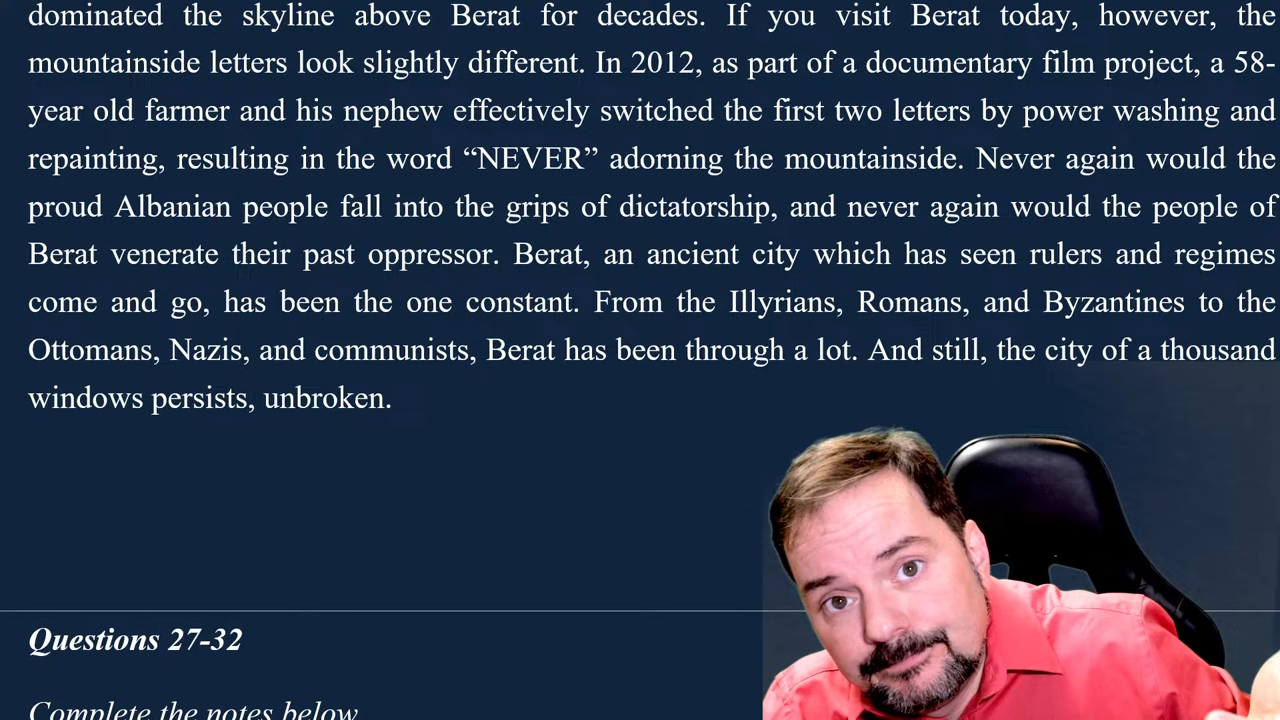 dominated the skyline above Berat for decades. If you visit Berat today, however, the
mountainside letters look slightly different. In 2012, as part of a documentary film project, a 58-
year old farmer and his nephew effectively switched the first two letters by power washing and
repainting, resulting in the word “NEVER” adorning the mountainside. Never again would the
proud Albanian people fall into the grips of dictatorship, and never again would the people of
Berat venerate their past oppressor. Berat, an ancient city which has seen rulers and regimes
come and go, has been the one constant. From the Illyrians, Romans, and Byzantines to the
Ottomans, Nazis, and communists, Berat has been through a lot. And still, the city of a thousand
windows persists, unbroken.
Questions 27-32
Complete the notes below